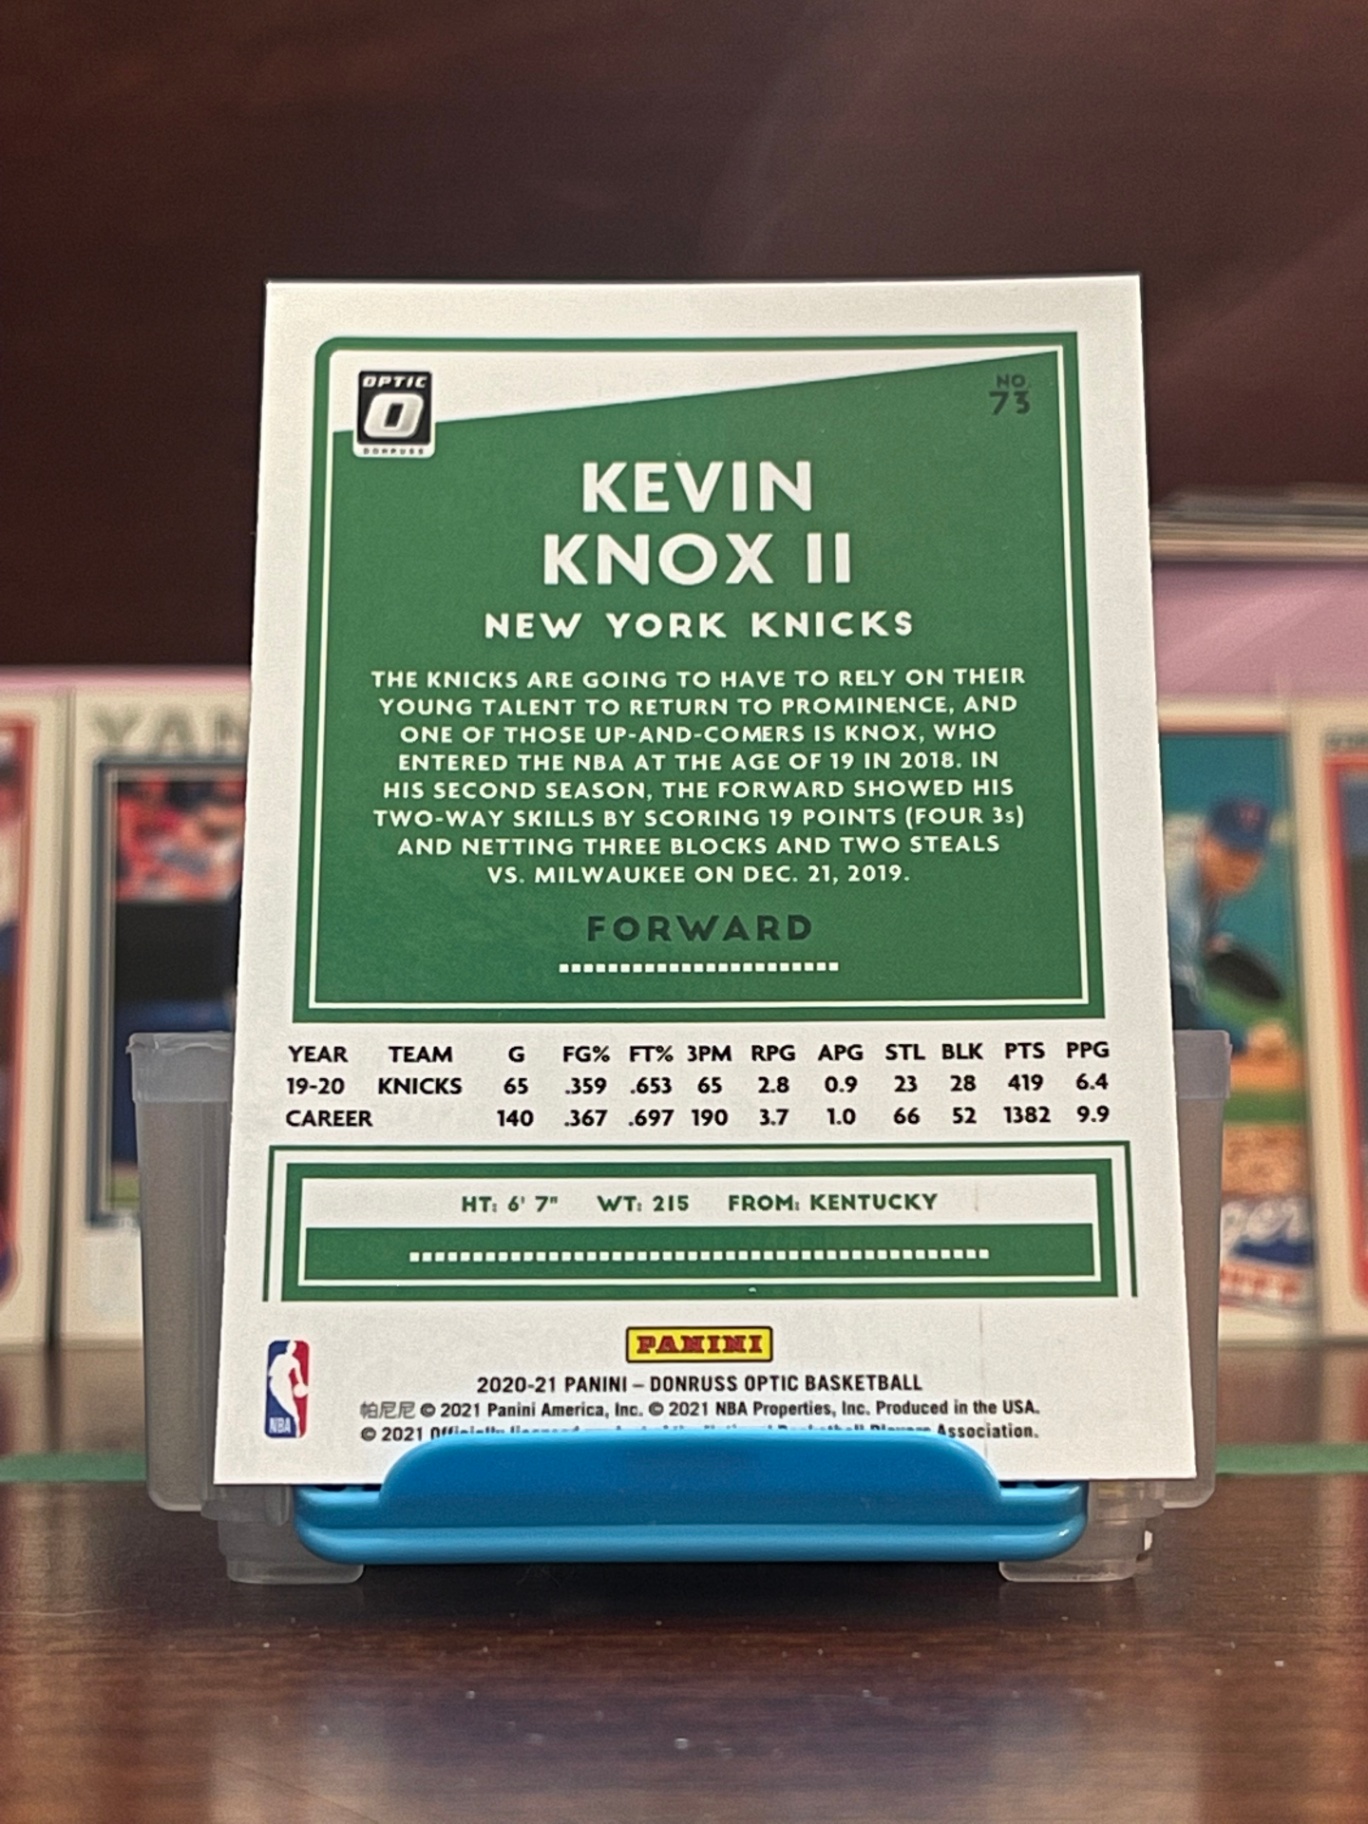 OPTIC
O
DONRUSS
NO.
73
KEVIN
KNOX II
NEW YORK KNICKS
THE KNICKS ARE GOING TO HAVE TO RELY ON THEIR
YOUNG TALENT TO RETURN TO PROMINENCE, AND
ONE OF THOSE UP-AND-COMERS IS KNOX, WHO
ENTERED THE NBA AT THE AGE OF 19 IN 2018. IN
HIS SECOND SEASON, THE FORWARD SHOWED HIS
TWO-WAY SKILLS BY SCORING 19 POINTS (FOUR 3s)
AND NETTING THREE BLOCKS AND TWO STEALS
VS. MILWAUKEE ON DEC. 21, 2019.
FORWARD
YEAR TEAM G FG% FT% 3PM RPG APG STL BLK PTS PPG
19-20 KNICKS 65 .359 .653 65 2.8 0.9 23 28 419 6.4
CAREER 140 .367 .697 190 3.7 1.0 66 52 1382 9.9
HT: 6' 7" WT: 215 FROM: KENTUCKY
PANINI
NBA
2020-21 PANINI – DONRUSS OPTIC BASKETBALL
帕尼尼 © 2021 Panini America, Inc. © 2021 NBA Properties, Inc. Produced in the USA.
© 2021 Officially licensed Association.
YAN